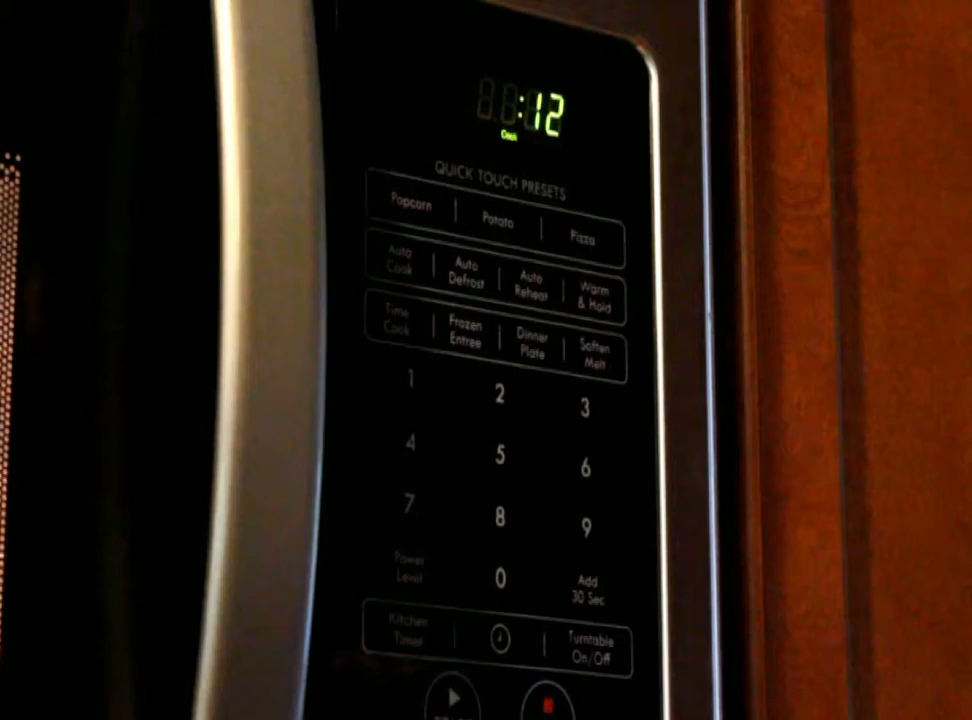 :12
Cook
QUICK TOUCH PRESETS
Popcorn Potato Pizza
Auto Cook Auto Defrost Auto Reheat Warm & Hold
Time Cook Frozen Entree Dinner Plate Soften Melt
1 2 3
4 5 6
7 8 9
Power Level 0 Add 30 Sec
Kitchen Timer Turntable On/Off